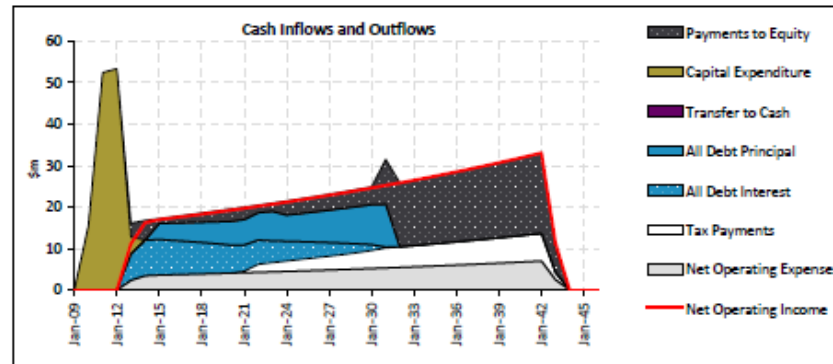 Cash Inflows and Outflows
60
50
40
30
20
10
0
$m
Jan-09
Jan-12
Jan-15
Jan-18
Jan-21
Jan-24
Jan-27
Jan-30
Jan-33
Jan-36
Jan-39
Jan-42
Jan-45
Payments to Equity
Capital Expenditure
Transfer to Cash
All Debt Principal
All Debt Interest
Tax Payments
Net Operating Expense
Net Operating Income